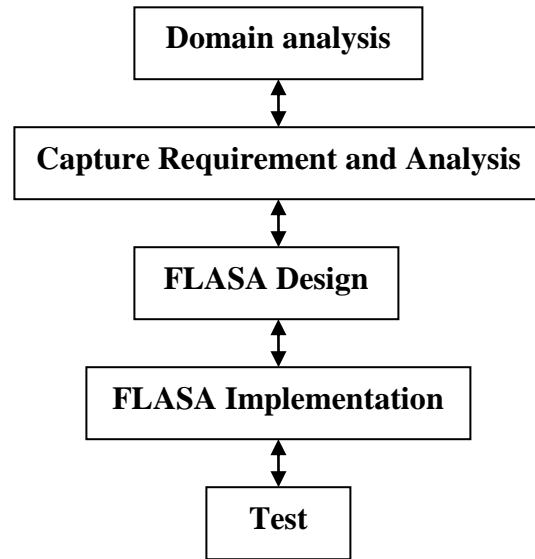 Domain analysis
Capture Requirement and Analysis
FLASA Design
FLASA Implementation
Test